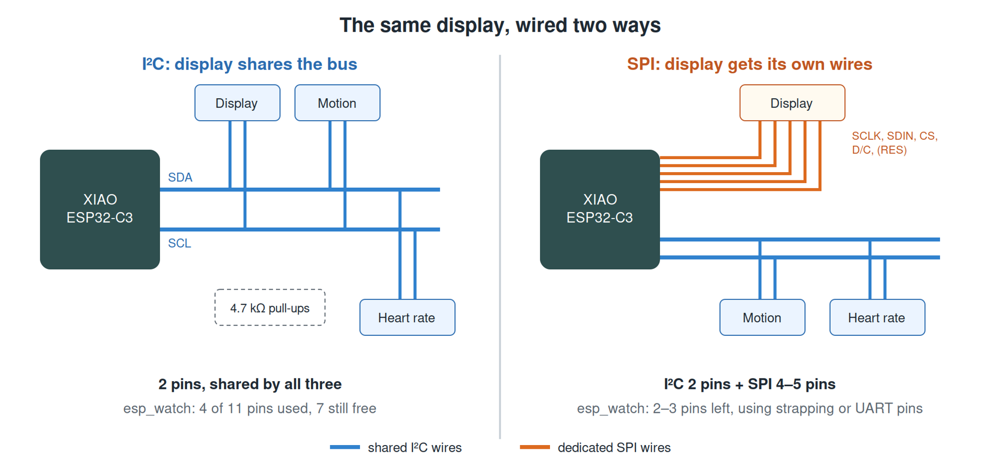 The same display, wired two ways
I²C: display shares the bus
Display
Motion
SDA
XIAO
ESP32-C3
SCL
4.7 kΩ pull-ups
Heart rate
2 pins, shared by all three
esp_watch: 4 of 11 pins used, 7 still free
SPI: display gets its own wires
Display
SCLK, SDIN, CS,
D/C, (RES)
XIAO
ESP32-C3
Motion
Heart rate
I²C 2 pins + SPI 4–5 pins
esp_watch: 2–3 pins left, using strapping or UART pins
shared I²C wires
dedicated SPI wires